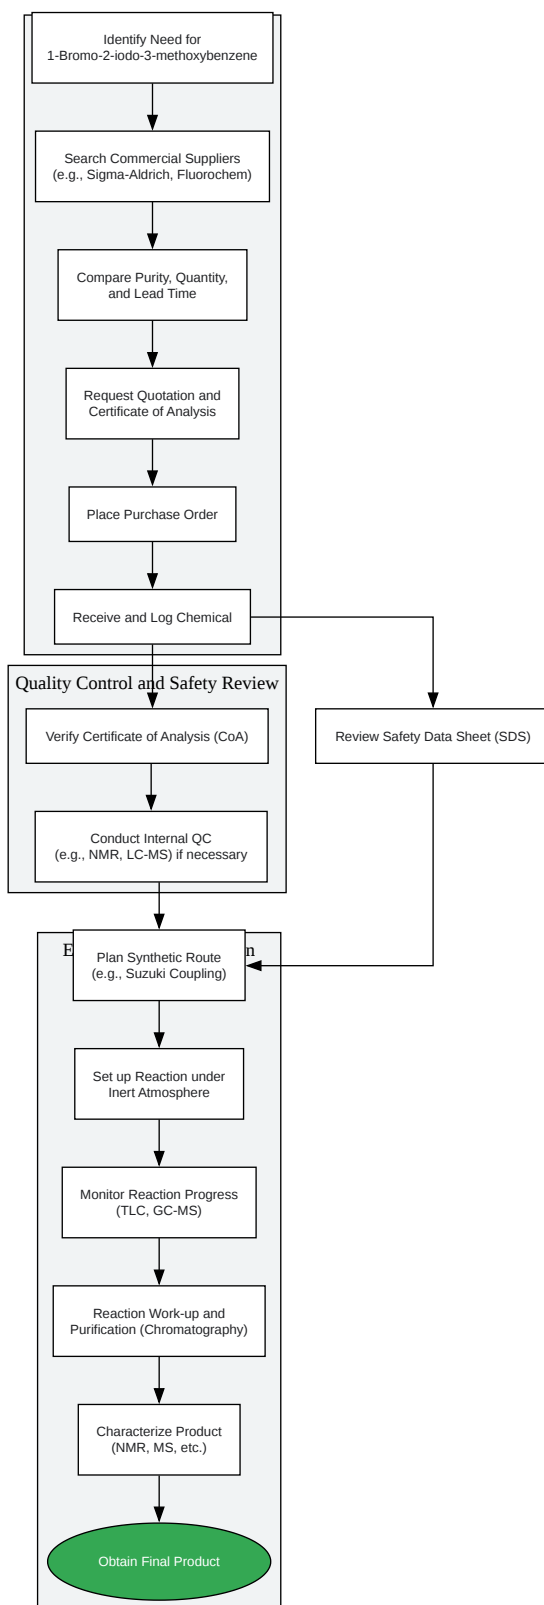 Identify Need for
1-Bromo-2-iodo-3-methoxybenzene
Search Commercial Suppliers
(e.g., Sigma-Aldrich, Fluorochem)
Compare Purity, Quantity,
and Lead Time
Request Quotation and
Certificate of Analysis
Place Purchase Order
Receive and Log Chemical
Quality Control and Safety Review
Verify Certificate of Analysis (CoA)
Review Safety Data Sheet (SDS)
Conduct Internal QC
(e.g., NMR, LC-MS) if necessary
Plan Synthetic Route
(e.g., Suzuki Coupling)
Set up Reaction under
Inert Atmosphere
Monitor Reaction Progress
(TLC, GC-MS)
Reaction Work-up and
Purification (Chromatography)
Characterize Product
(NMR, MS, etc.)
Obtain Final Product